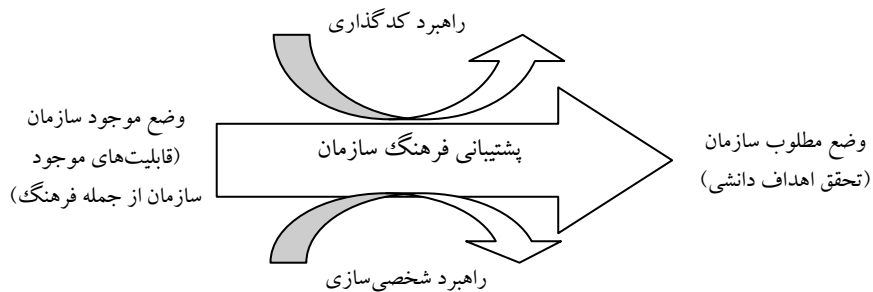 راهبرد کدگذاری
وضع موجود سازمان
(قابلیت‌های موجود
سازمان از جمله فرهنگ)
پشتیبانی فرهنگ سازمان
وضع مطلوب سازمان
(تحقق اهداف دانشی)
راهبرد شخصی‌سازی